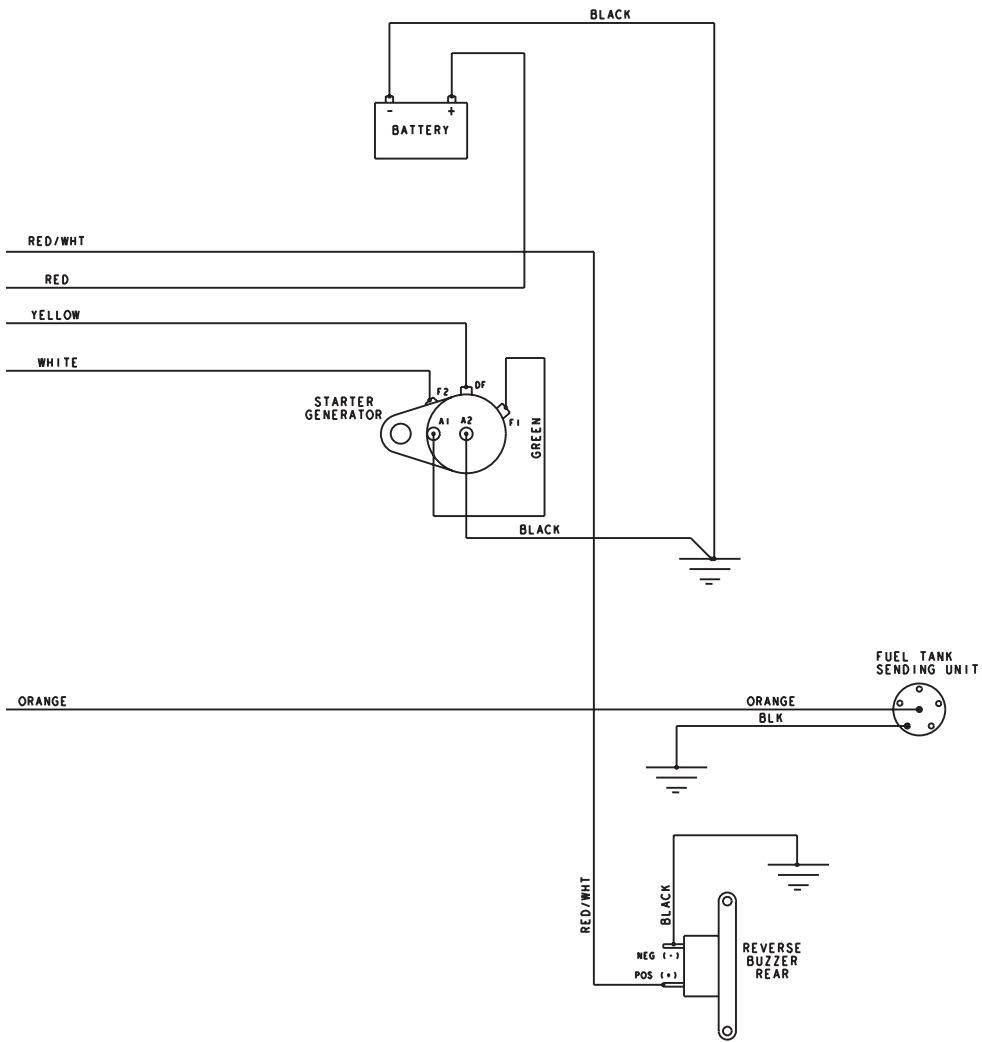 BLACK
- +
BATTERY
RED/WHT
RED
YELLOW
WHITE
STARTER
GENERATOR
F2
DF
A1
A2
F1
GREEN
BLACK
FUEL TANK
SENDING UNIT
ORANGE
ORANGE
BLK
RED/WHT
BLACK
NEG (-)
POS (+)
REVERSE
BUZZER
REAR